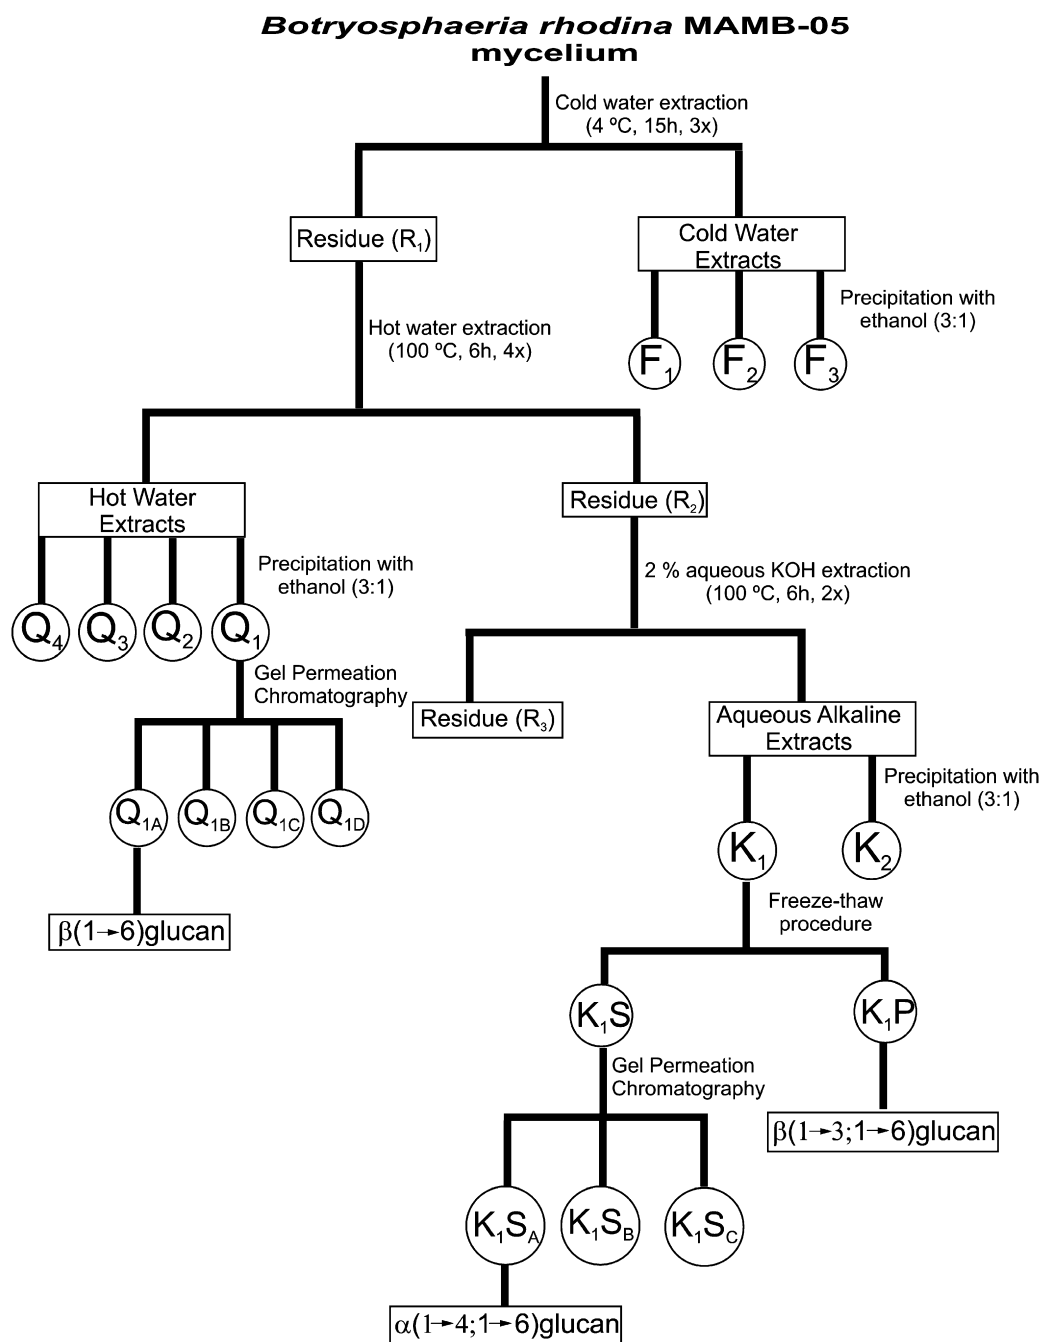 Botryosphaeria rhodina MAMB-05
mycelium
Cold water extraction
(4 ºC, 15h, 3x)
Residue (R₁)
Cold Water
Extracts
Precipitation with
ethanol (3:1)
F₁
F₂
F₃
Hot water extraction
(100 ºC, 6h, 4x)
Hot Water
Extracts
Residue (R₂)
Precipitation with
ethanol (3:1)
2 % aqueous KOH extraction
(100 ºC, 6h, 2x)
Q₄
Q₃
Q₂
Q₁
Gel Permeation
Chromatography
Residue (R₃)
Aqueous Alkaline
Extracts
Precipitation with
ethanol (3:1)
Q1A
Q1B
Q1C
Q1D
K₁
K₂
β(1→6)glucan
Freeze-thaw
procedure
K₁S
K₁P
Gel Permeation
Chromatography
β(1→3;1→6)glucan
K₁SA
K₁SB
K₁SC
α(1→4;1→6)glucan